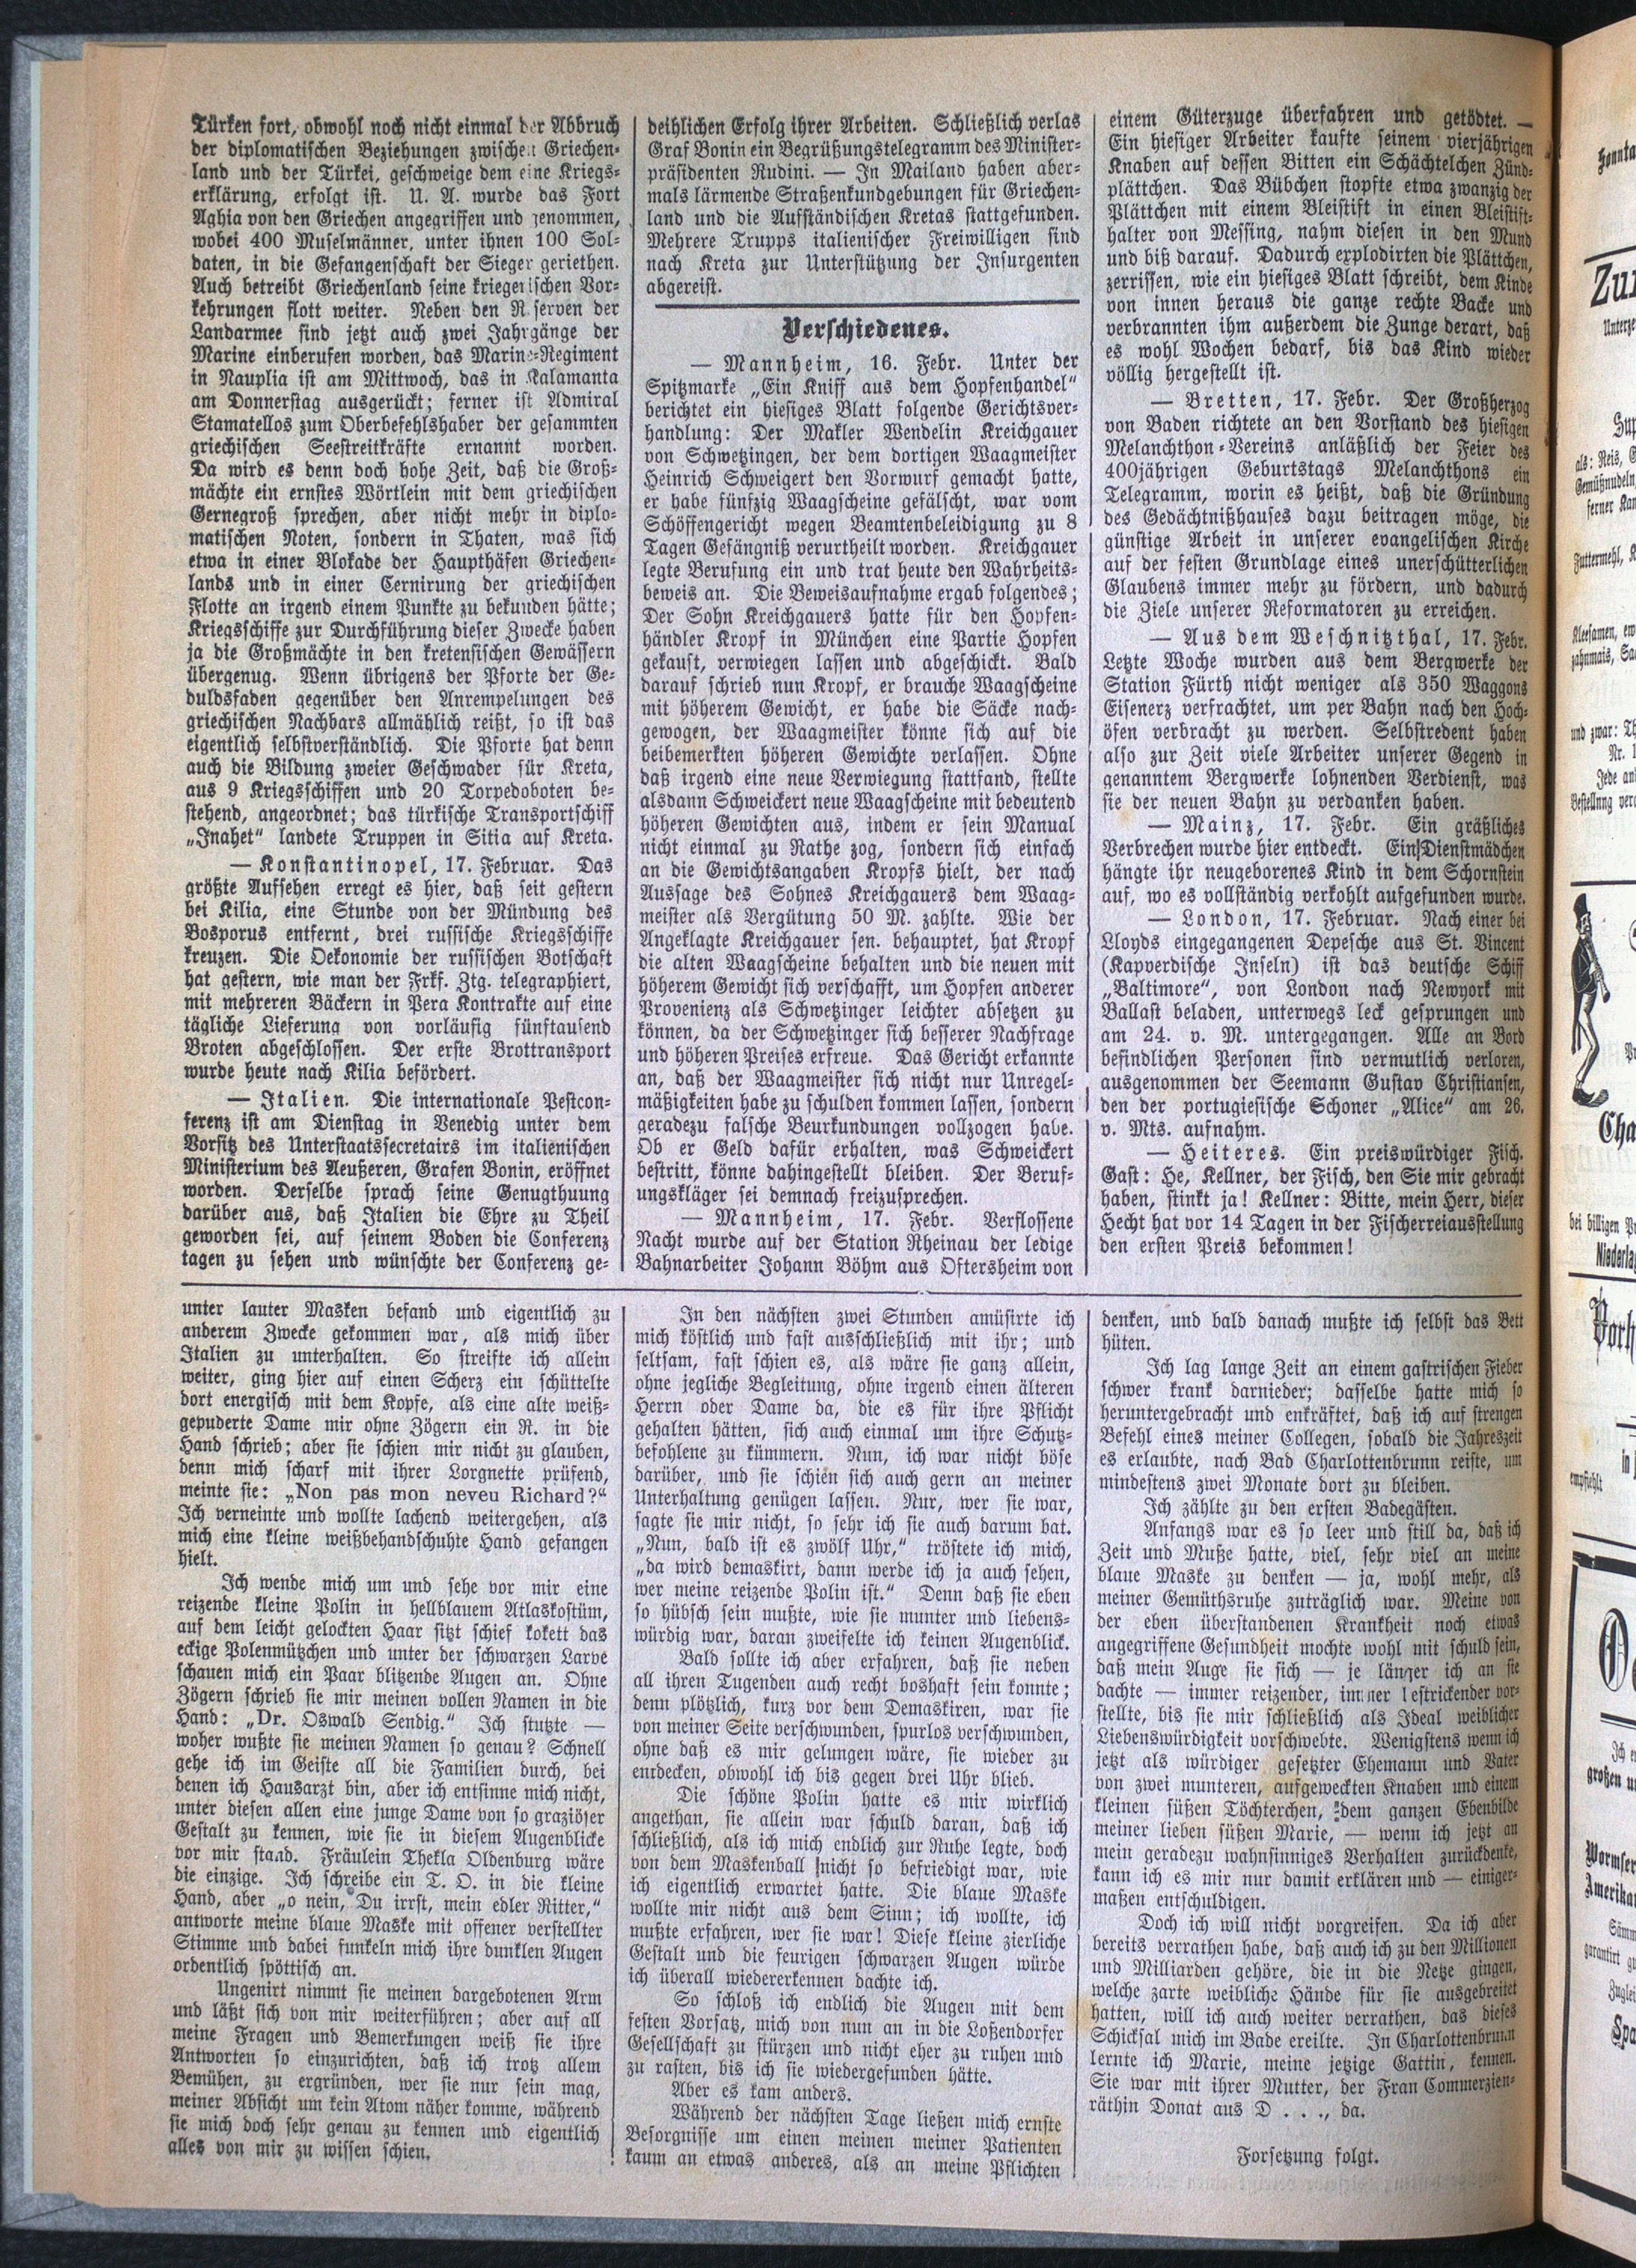 Türken fort, obwohl noch nicht einmal der Abbruch
der diplomatischen Beziehungen zwischen Griechen-
land und der Türkei, geschweige dem eine Kriegs-
erklärung, erfolgt ist. U. A. wurde das Fort
Aghia von den Griechen angegriffen und genommen,
wobei 400 Muselmänner, unter ihnen 100 Sol-
daten, in die Gefangenschaft der Sieger geriethen.
Auch betreibt Griechenland seine kriegerischen Vor-
kehrungen flott weiter. Neben den Reserven der
Landarmee sind jetzt auch zwei Jahrgänge der
Marine einberufen worden, das Marine-Regiment
in Nauplia ist am Mittwoch, das in Kalamanta
am Donnerstag ausgerückt; ferner ist Admiral
Stamatellos zum Oberbefehlshaber der gesammten
griechischen Seestreitkräfte ernannt worden.
Da wird es denn doch hohe Zeit, daß die Groß-
mächte ein ernstes Wörtlein mit dem griechischen
Gernegroß sprechen, aber nicht mehr in diplo-
matischen Noten, sondern in Thaten, was sich
etwa in einer Blokade der Haupthäfen Griechen-
lands und in einer Cernirung der griechischen
Flotte an irgend einem Punkte zu bekunden hätte;
Kriegsschiffe zur Durchführung dieser Zwecke haben
ja die Großmächte in den kretensischen Gewässern
übergenug. Wenn übrigens der Pforte der Ge-
duldsfaden gegenüber den Anrempelungen des
griechischen Nachbars allmählich reißt, so ist das
eigentlich selbstverständlich. Die Pforte hat denn
auch die Bildung zweier Geschwader für Kreta,
aus 9 Kriegsschiffen und 20 Torpedoboten be-
stehend, angeordnet; das türkische Transportschiff
„Inahet“ landete Truppen in Sitia auf Kreta.
— Konstantinopel, 17. Februar. Das
größte Aufsehen erregt es hier, daß seit gestern
bei Kilia, eine Stunde von der Mündung des
Bosporus entfernt, drei russische Kriegsschiffe
kreuzen. Die Oekonomie der russischen Botschaft
hat gestern, wie man der Frkf. Ztg. telegraphiert,
mit mehreren Bäckern in Pera Kontrakte auf eine
tägliche Lieferung von vorläufig fünftausend
Broten abgeschlossen. Der erste Brottransport
wurde heute nach Kilia befördert.
— Italien. Die internationale Pestcon-
ferenz ist am Dienstag in Venedig unter dem
Vorsitz des Unterstaatssecretairs im italienischen
Ministerium des Aeußeren, Grafen Bonin, eröffnet
worden. Derselbe sprach seine Genugthuung
darüber aus, daß Italien die Ehre zu Theil
geworden sei, auf seinem Boden die Conferenz
tagen zu sehen und wünschte der Conferenz ge-
deihlichen Erfolg ihrer Arbeiten. Schließlich verlas
Graf Bonin ein Begrüßungstelegramm des Minister-
präsidenten Rudini. — In Mailand haben aber-
mals lärmende Straßenkundgebungen für Griechen-
land und die Aufständischen Kretas stattgefunden.
Mehrere Trupps italienischer Freiwilligen sind
nach Kreta zur Unterstützung der Insurgenten
abgereist.
Verschiedenes.
— Mannheim, 16. Febr. Unter der
Spitzmarke „Ein Kniff aus dem Hopfenhandel“
berichtet ein hiesiges Blatt folgende Gerichtsver-
handlung: Der Makler Wendelin Kreichgauer
von Schwetzingen, der dem dortigen Waagmeister
Heinrich Schweigert den Vorwurf gemacht hatte,
er habe fünfzig Waagscheine gefälscht, war vom
Schöffengericht wegen Beamtenbeleidigung zu 8
Tagen Gefängniß verurtheilt worden. Kreichgauer
legte Berufung ein und trat heute den Wahrheits-
beweis an. Die Beweisaufnahme ergab folgendes;
Der Sohn Kreichgauers hatte für den Hopfen-
händler Kropf in München eine Partie Hopfen
gekauft, verwiegen lassen und abgeschickt. Bald
darauf schrieb nun Kropf, er brauche Waagscheine
mit höherem Gewicht, er habe die Säcke nach-
gewogen, der Waagmeister könne sich auf die
beibemerkten höheren Gewichte verlassen. Ohne
daß irgend eine neue Verwiegung stattfand, stellte
alsdann Schweickert neue Waagscheine mit bedeutend
höheren Gewichten aus, indem er sein Manual
nicht einmal zu Rathe zog, sondern sich einfach
an die Gewichtsangaben Kropfs hielt, der nach
Aussage des Sohnes Kreichgauers dem Waag-
meister als Vergütung 50 M. zahlte. Wie der
Angeklagte Kreichgauer sen. behauptet, hat Kropf
die alten Waagscheine behalten und die neuen mit
höherem Gewicht sich verschafft, um Hopfen anderer
Provenienz als Schwetzinger leichter absetzen zu
können, da der Schwetzinger sich besserer Nachfrage
und höheren Preises erfreue. Das Gericht erkannte
an, daß der Waagmeister sich nicht nur Unregel-
mäßigkeiten habe zu schulden kommen lassen, sondern
geradezu falsche Beurkundungen vollzogen habe.
Ob er Geld dafür erhalten, was Schweickert
bestritt, könne dahingestellt bleiben. Der Beruf-
ungskläger sei demnach freizusprechen.
— Mannheim, 17. Febr. Verflossene
Nacht wurde auf der Station Rheinau der ledige
Bahnarbeiter Johann Böhm aus Oftersheim von
einem Güterzuge überfahren und getödtet. —
Ein hiesiger Arbeiter kaufte seinem vierjährigen
Knaben auf dessen Bitten ein Schächtelchen Zünd-
plättchen. Das Bübchen stopfte etwa zwanzig der
Plättchen mit einem Bleistift in einen Bleistift-
halter von Messing, nahm diesen in den Mund
und biß darauf. Dadurch explodirten die Plättchen,
zerrissen, wie ein hiesiges Blatt schreibt, dem Kinde
von innen heraus die ganze rechte Backe und
verbrannten ihm außerdem die Zunge derart, daß
es wohl Wochen bedarf, bis das Kind wieder
völlig hergestellt ist.
— Bretten, 17. Febr. Der Großherzog
von Baden richtete an den Vorstand des hiesigen
Melanchthon-Vereins anläßlich der Feier des
400jährigen Geburtstags Melanchthons ein
Telegramm, worin es heißt, daß die Gründung
des Gedächtnißhauses dazu beitragen möge, die
günstige Arbeit in unserer evangelischen Kirche
auf der festen Grundlage eines unerschütterlichen
Glaubens immer mehr zu fördern, und dadurch
die Ziele unserer Reformatoren zu erreichen.
— Aus dem Weschnitzthal, 17. Febr.
Letzte Woche wurden aus dem Bergwerke der
Station Fürth nicht weniger als 350 Waggons
Eisenerz verfrachtet, um per Bahn nach den Hoch-
öfen verbracht zu werden. Selbstredent haben
also zur Zeit viele Arbeiter unserer Gegend in
genanntem Bergwerke lohnenden Verdienst, was
sie der neuen Bahn zu verdanken haben.
— Mainz, 17. Febr. Ein gräßliches
Verbrechen wurde hier entdeckt. Ein Dienstmädchen
hängte ihr neugeborenes Kind in dem Schornstein
auf, wo es vollständig verkohlt aufgefunden wurde.
— London, 17. Februar. Nach einer bei
Lloyds eingegangenen Depesche aus St. Vincent
(Kapverdische Inseln) ist das deutsche Schiff
„Baltimore“, von London nach Newyork mit
Ballast beladen, unterwegs leck gesprungen und
am 24. v. M. untergegangen. Alle an Bord
befindlichen Personen sind vermutlich verloren,
ausgenommen der Seemann Gustav Christiansen,
den der portugiesische Schoner „Alice“ am 26.
v. Mts. aufnahm.
— Heiteres. Ein preiswürdiger Fisch.
Gast: He, Kellner, der Fisch, den Sie mir gebracht
haben, stinkt ja! Kellner: Bitte, mein Herr, dieser
Hecht hat vor 14 Tagen in der Fischerreiausstellung
den ersten Preis bekommen!
unter lauter Masken befand und eigentlich zu
anderem Zwecke gekommen war, als mich über
Italien zu unterhalten. So streifte ich allein
weiter, ging hier auf einen Scherz ein schüttelte
dort energisch mit dem Kopfe, als eine alte weiß-
gepuderte Dame mir ohne Zögern ein R. in die
Hand schrieb; aber sie schien mir nicht zu glauben,
denn mich scharf mit ihrer Lorgnette prüfend,
meinte sie: „Non pas mon neveu Richard?“
Ich verneinte und wollte lachend weitergehen, als
mich eine kleine weißbehandschuhte Hand gefangen
hielt.
Ich wende mich um und sehe vor mir eine
reizende kleine Polin in hellblauem Atlaskostüm,
auf dem leicht gelockten Haar sitzt schief kokett das
eckige Polenmützchen und unter der schwarzen Larve
schauen mich ein Paar blitzende Augen an. Ohne
Zögern schrieb sie mir meinen vollen Namen in die
Hand: „Dr. Oswald Sendig.“ Ich stutzte —
woher wußte sie meinen Namen so genau? Schnell
gehe ich im Geiste all die Familien durch, bei
denen ich Hausarzt bin, aber ich entsinne mich nicht,
unter diesen allen eine junge Dame von so graziöser
Gestalt zu kennen, wie sie in diesem Augenblicke
vor mir stand. Fräulein Thekla Oldenburg wäre
die einzige. Ich schreibe ein T. O. in die kleine
Hand, aber „o nein, Du irrst, mein edler Ritter,“
antworte meine blaue Maske mit offener verstellter
Stimme und dabei funkeln mich ihre dunklen Augen
ordentlich spöttisch an.
Ungenirt nimmt sie meinen dargebotenen Arm
und läßt sich von mir weiterführen; aber auf all
meine Fragen und Bemerkungen weiß sie ihre
Antworten so einzurichten, daß ich trotz allem
Bemühen, zu ergründen, wer sie nur sein mag,
meiner Absicht um kein Atom näher komme, während
sie mich doch sehr genau zu kennen und eigentlich
alles von mir zu wissen schien.
In den nächsten zwei Stunden amüsirte ich
mich köstlich und fast ausschließlich mit ihr; und
seltsam, fast schien es, als wäre sie ganz allein,
ohne jegliche Begleitung, ohne irgend einen älteren
Herrn oder Dame da, die es für ihre Pflicht
gehalten hätten, sich auch einmal um ihre Schutz-
befohlene zu kümmern. Nun, ich war nicht böse
darüber, und sie schien sich auch gern an meiner
Unterhaltung genügen lassen. Nur, wer sie war,
sagte sie mir nicht, so sehr ich sie auch darum bat.
„Nun, bald ist es zwölf Uhr,“ tröstete ich mich,
„da wird demaskirt, dann werde ich ja auch sehen,
wer meine reizende Polin ist.“ Denn daß sie eben
so hübsch sein mußte, wie sie munter und liebens-
würdig war, daran zweifelte ich keinen Augenblick.
Bald sollte ich aber erfahren, daß sie neben
all ihren Tugenden auch recht boshaft sein konnte;
denn plötzlich, kurz vor dem Demaskiren, war sie
von meiner Seite verschwunden, spurlos verschwunden,
ohne daß es mir gelungen wäre, sie wieder zu
entdecken, obwohl ich bis gegen drei Uhr blieb.
Die schöne Polin hatte es mir wirklich
angethan, sie allein war schuld daran, daß ich
schließlich, als ich mich endlich zur Ruhe legte, doch
von dem Maskenball nicht so befriedigt war, wie
ich eigentlich erwartet hatte. Die blaue Maske
wollte mir nicht aus dem Sinn; ich wollte, ich
mußte erfahren, wer sie war! Diese kleine zierliche
Gestalt und die feurigen schwarzen Augen würde
ich überall wiedererkennen dachte ich.
So schloß ich endlich die Augen mit dem
festen Vorsatz, mich von nun an in die Loßendorfer
Gesellschaft zu stürzen und nicht eher zu ruhen und
zu rasten, bis ich sie wiedergefunden hätte.
Aber es kam anders.
Während der nächsten Tage ließen mich ernste
Besorgnisse um einen meinen meiner Patienten
kaum an etwas anderes, als an meine Pflichten
denken, und bald danach mußte ich selbst das Bett
hüten.
Ich lag lange Zeit an einem gastrischen Fieber
schwer krank darnieder; dasselbe hatte mich so
heruntergebracht und enkräftet, daß ich auf strengen
Befehl eines meiner Collegen, sobald die Jahreszeit
es erlaubte, nach Bad Charlottenbrunn reiste, um
mindestens zwei Monate dort zu bleiben.
Ich zählte zu den ersten Badegästen.
Anfangs war es so leer und still da, daß ich
Zeit und Muße hatte, viel, sehr viel an meine
blaue Maske zu denken — ja, wohl mehr, als
meiner Gemüthsruhe zuträglich war. Meine von
der eben überstandenen Krankheit noch etwas
angegriffene Gesundheit mochte wohl mit schuld sein,
daß mein Auge sie sich — je länger ich an sie
dachte — immer reizender, immer bestrickender vor-
stellte, bis sie mir schließlich als Ideal weiblicher
Liebenswürdigkeit vorschwebte. Wenigstens wenn ich
jetzt als würdiger gesetzter Ehemann und Vater
von zwei munteren, aufgeweckten Knaben und einem
kleinen süßen Töchterchen, dem ganzen Ebenbilde
meiner lieben süßen Marie, — wenn ich jetzt an
mein geradezu wahnsinniges Verhalten zurückdenke,
kann ich es mir nur damit erklären und — einiger-
maßen entschuldigen.
Doch ich will nicht vorgreifen. Da ich aber
bereits verrathen habe, daß auch ich zu den Millionen
und Milliarden gehöre, die in die Netze gingen,
welche zarte weibliche Hände für sie ausgebreitet
hatten, will ich auch weiter verrathen, das dieses
Schicksal mich im Bade ereilte. In Charlottenbrunn
lernte ich Marie, meine jetzige Gattin, kennen.
Sie war mit ihrer Mutter, der Fran Commerzien-
räthin Donat aus D . . ., da.
Forsetzung folgt.
Zur
Cha
bei billigen